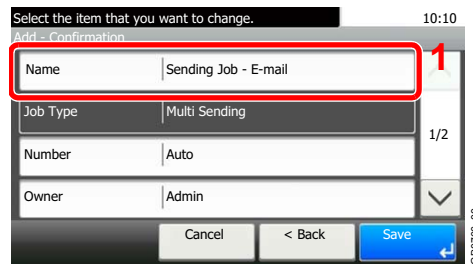 Select the item that you want to change. 10:10
Add - Confirmation
1
Name Sending Job - E-mail
Job Type Multi Sending
1/2
Number Auto
Owner Admin
Cancel < Back Save